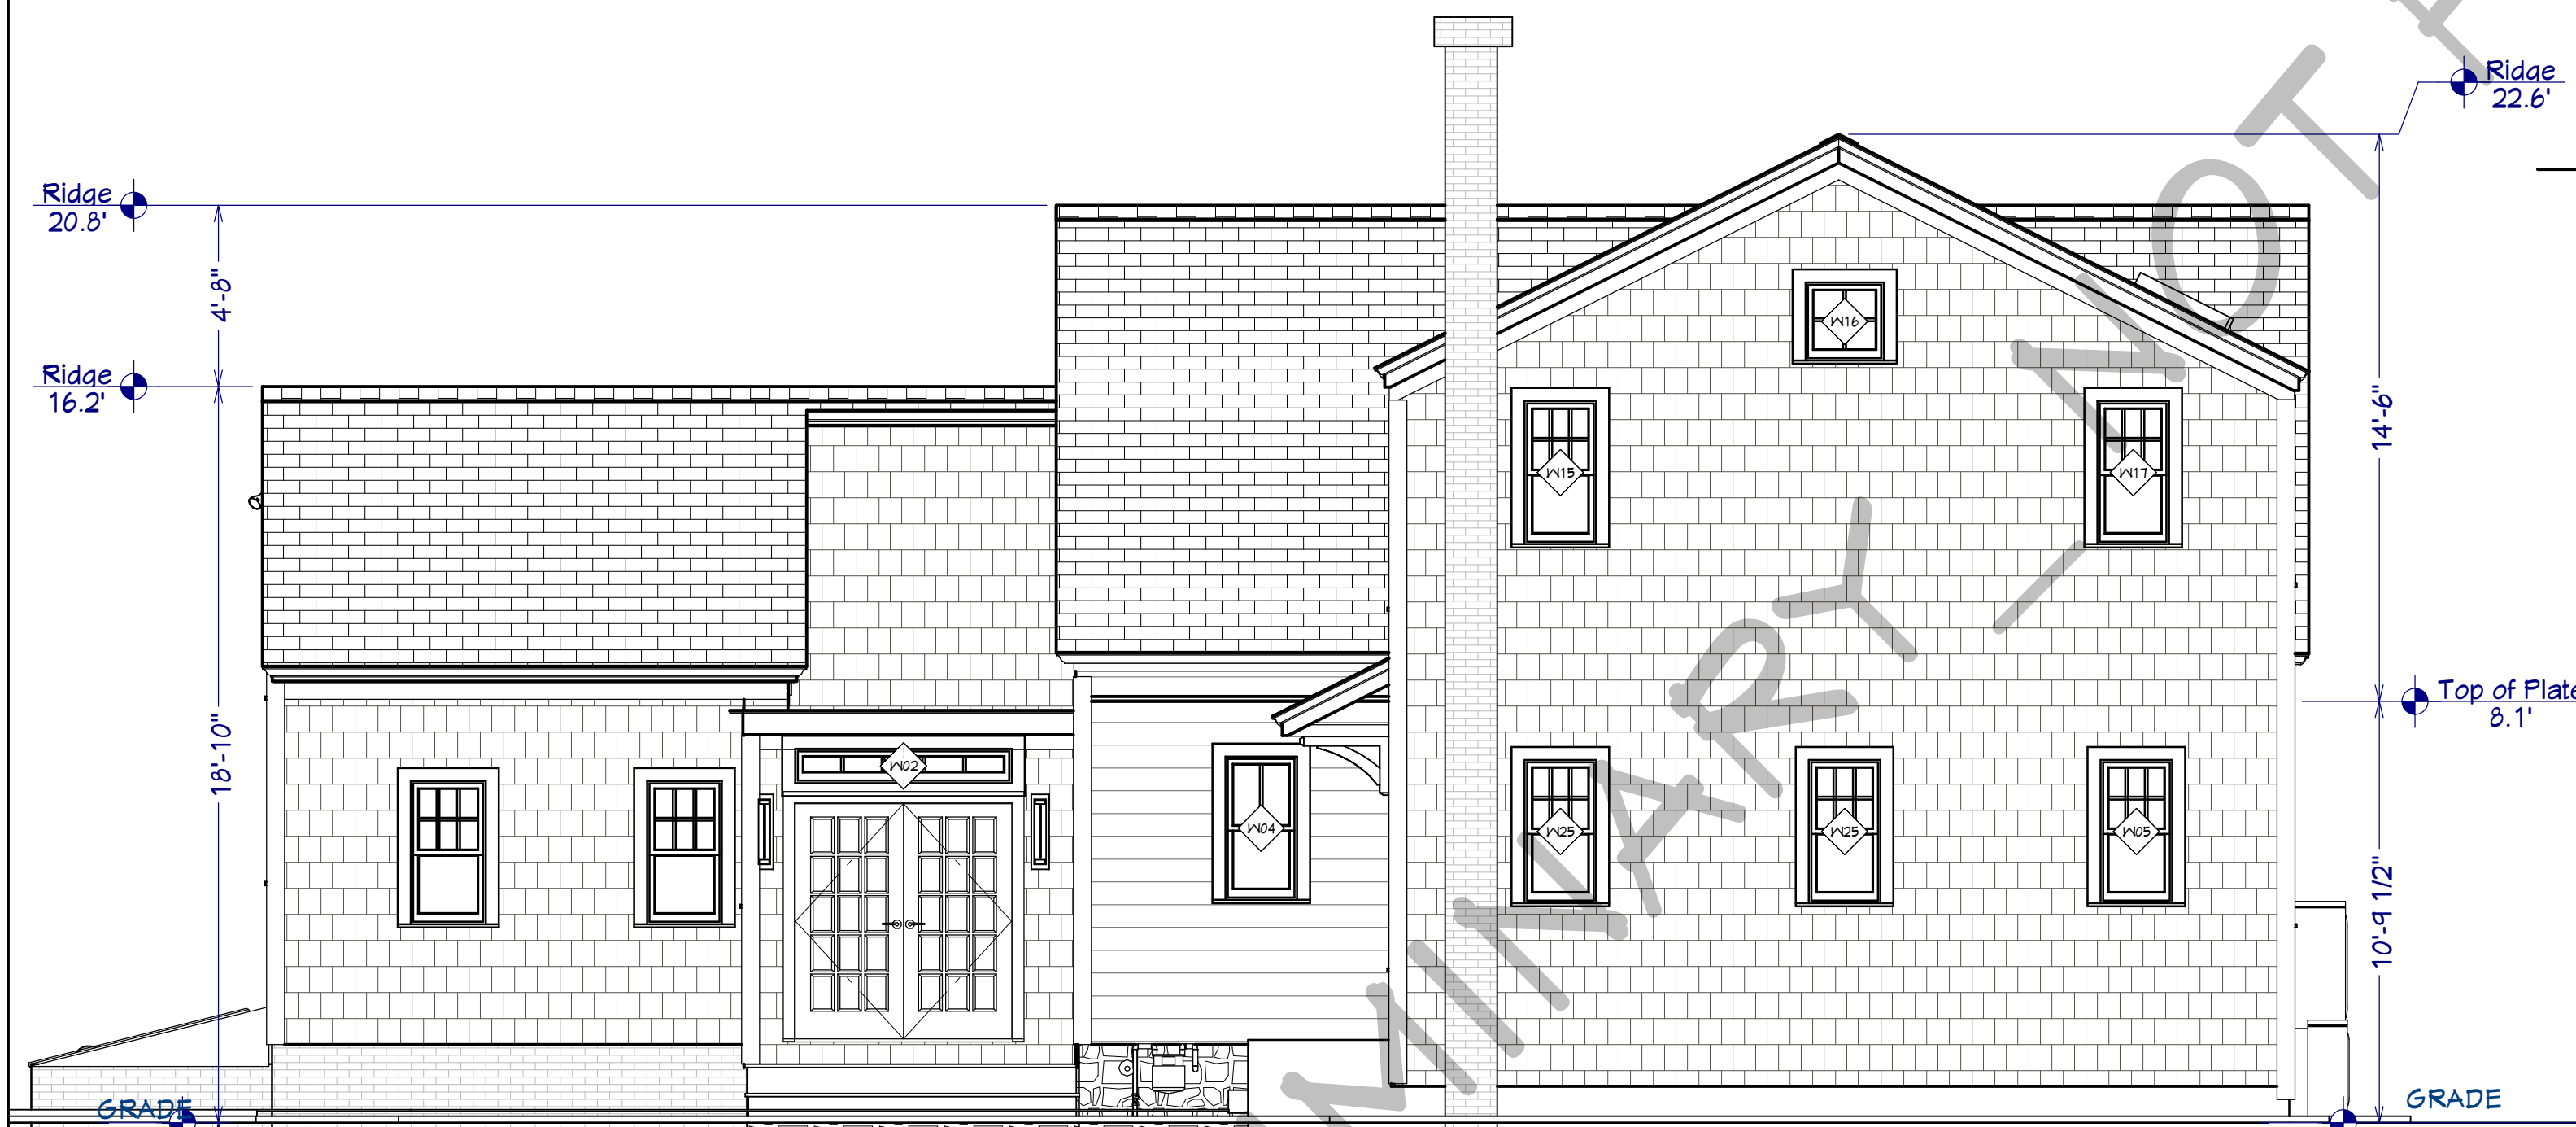 Ridge
22.6'
Ridge
20.8'
4'-8"
Ridge
16.2'
W16
14'-6"
W15
W17
Top of Plate
8.1'
18'-10"
W02
W04
W25
W25
W05
10'-9 1/2"
GRADE
GRADE
MINARY _ NOT